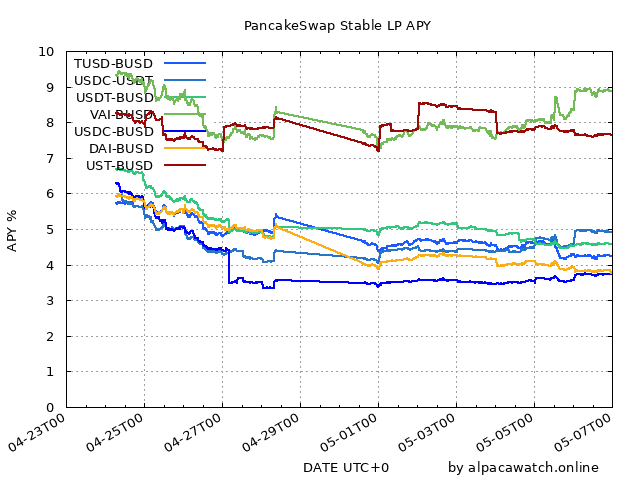 PancakeSwap Stable LP APY
10
9
8
7
6
5
4
3
2
1
0
APY %
TUSD-BUSD
USDC-USDT
USDT-BUSD
VAI-BUSD
USDC-BUSD
DAI-BUSD
UST-BUSD
04-23T00
04-25T00
04-27T00
04-29T00
05-01T00
05-03T00
05-05T00
05-07T00
DATE UTC+0
by alpacawatch.online